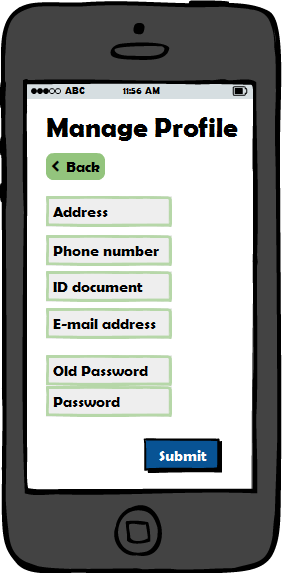 ABC 11:56 AM
Manage Profile
Back
Address
Phone number
ID document
E-mail address
Old Password
Password
Submit